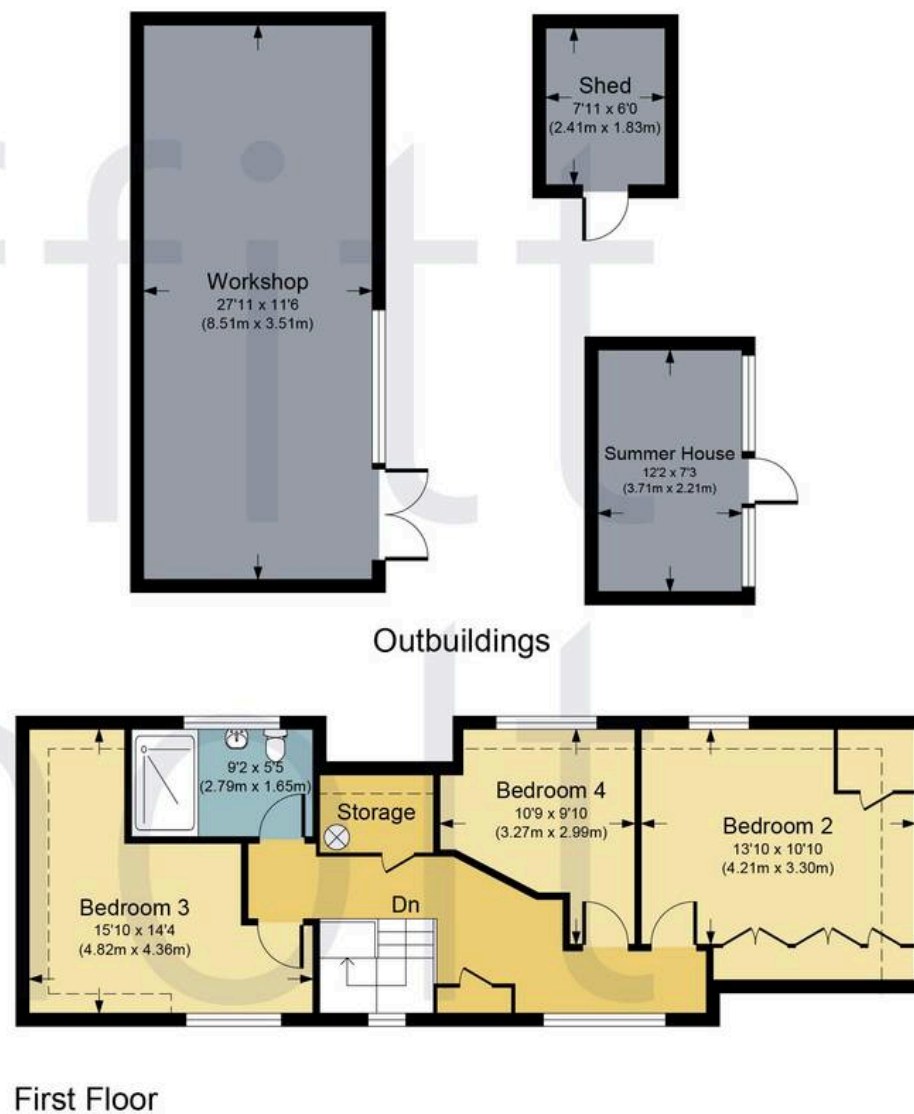 Shed
7'11 x 6'0
(2.41m x 1.83m)
Workshop
27'11 x 11'6
(8.51m x 3.51m)
Summer House
12'2 x 7'3
(3.71m x 2.21m)
Outbuildings
9'2 x 5'5
(2.79m x 1.65m)
Storage
Bedroom 4
10'9 x 9'10
(3.27m x 2.99m)
Bedroom 2
13'10 x 10'10
(4.21m x 3.30m)
Bedroom 3
15'10 x 14'4
(4.82m x 4.36m)
Dn
First Floor